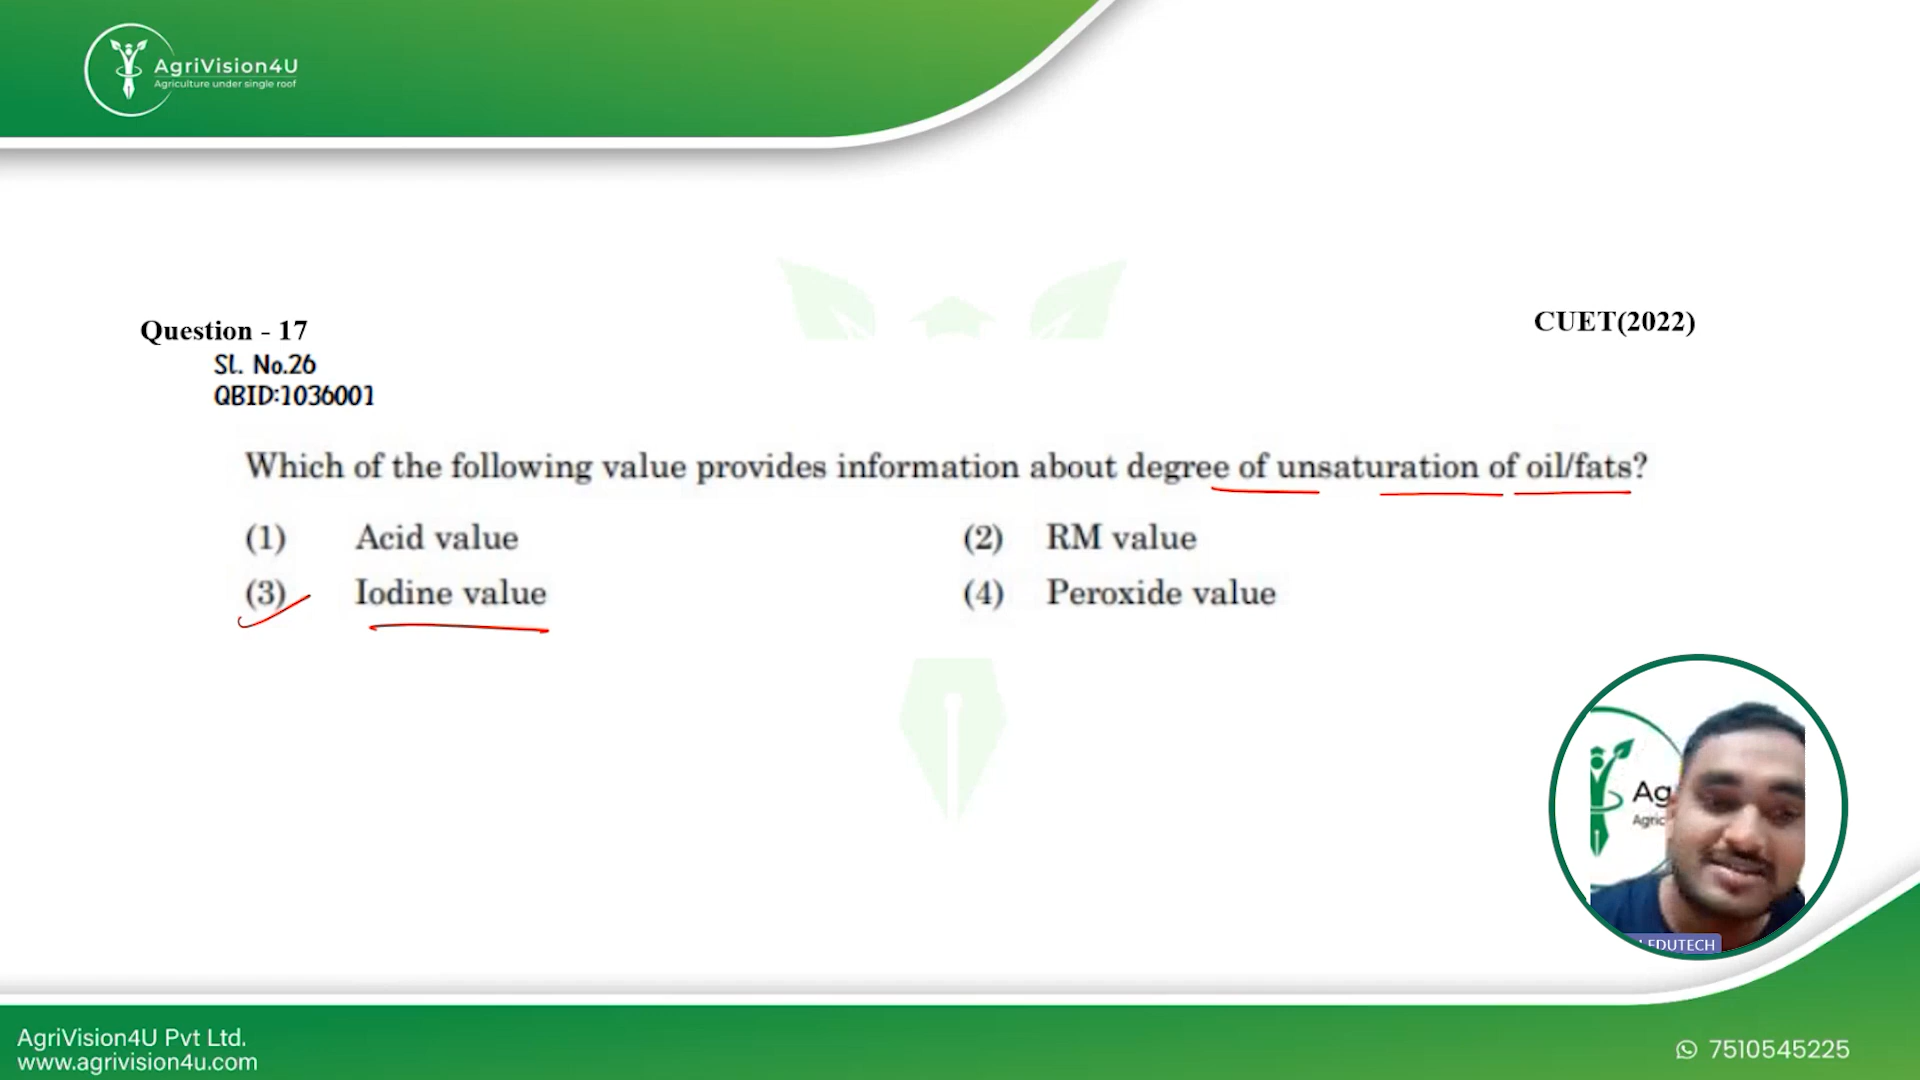 AgriVision4U
Agriculture under single roof
Question - 17
CUET(2022)
Sl. No.26
QBID:1036001
Which of the following value provides information about degree of unsaturation of oil/fats?
(1) Acid value
(2) RM value
(3) Iodine value
(4) Peroxide value
Ag
Agric
EDUTECH
AgriVision4U Pvt Ltd.
www.agrivision4u.com
7510545225